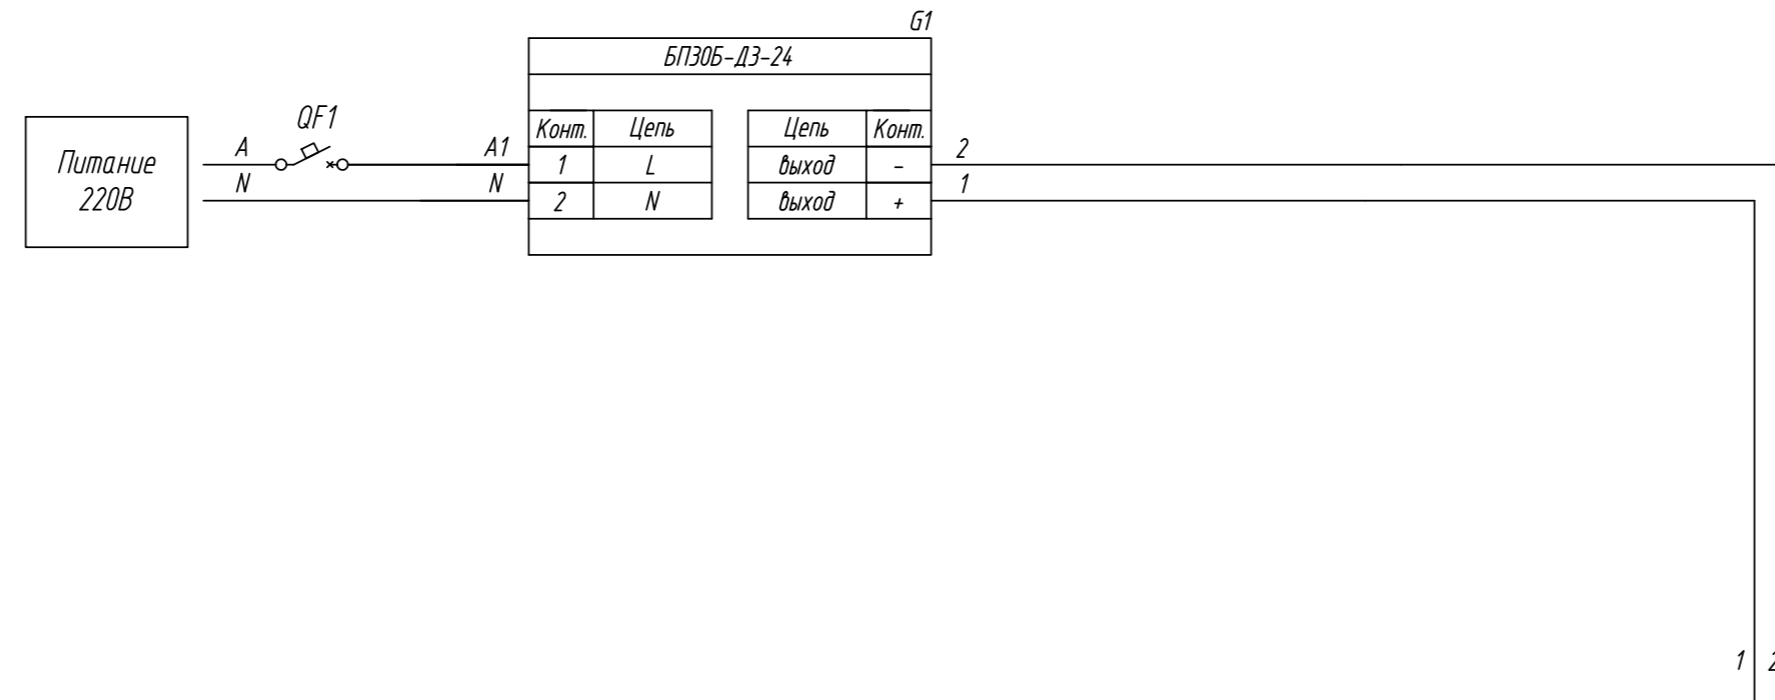 G1
БП30Б-Д3-24
QF1
Питание
220В
A
N
A1
N
Конт. Цепь
1 L
2 N
Цепь Конт.
выход -
выход +
2
1
1 2